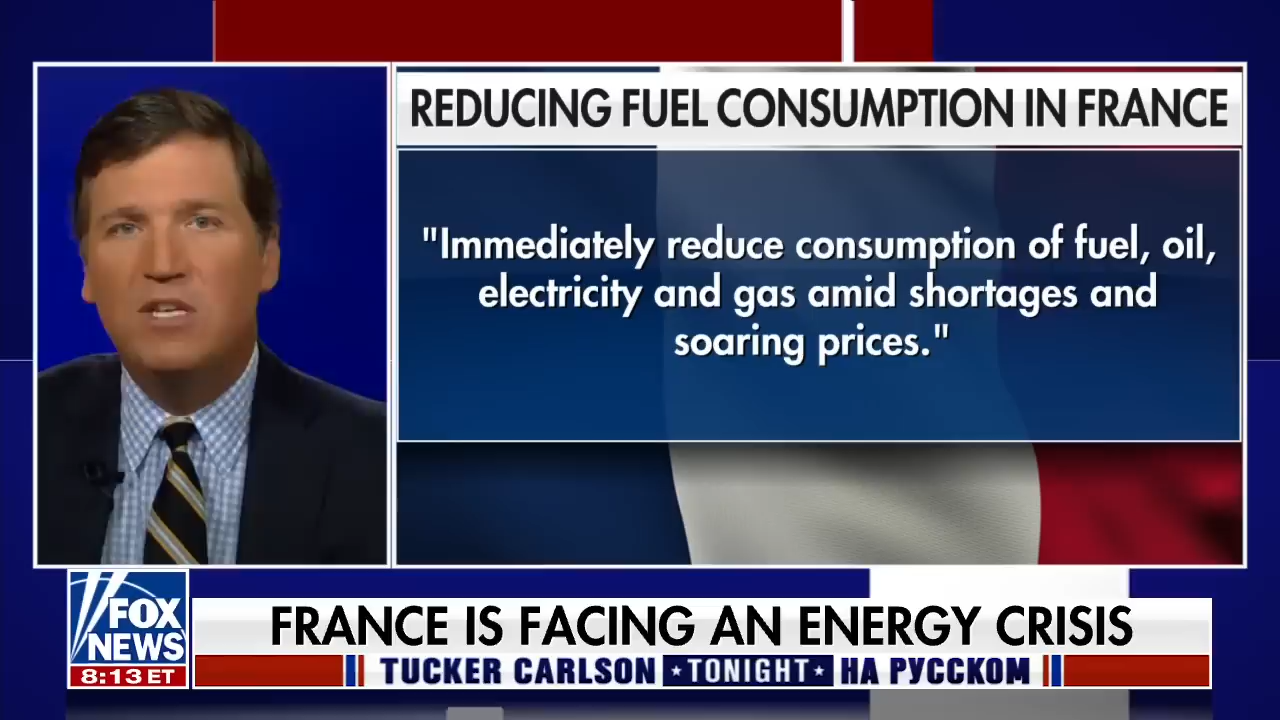 REDUCING FUEL CONSUMPTION IN FRANCE
"Immediately reduce consumption of fuel, oil,
electricity and gas amid shortages and
soaring prices."
FOX
NEWS
8:13 ET
FRANCE IS FACING AN ENERGY CRISIS
TUCKER CARLSON ★TONIGHT★ НА РУССКОМ